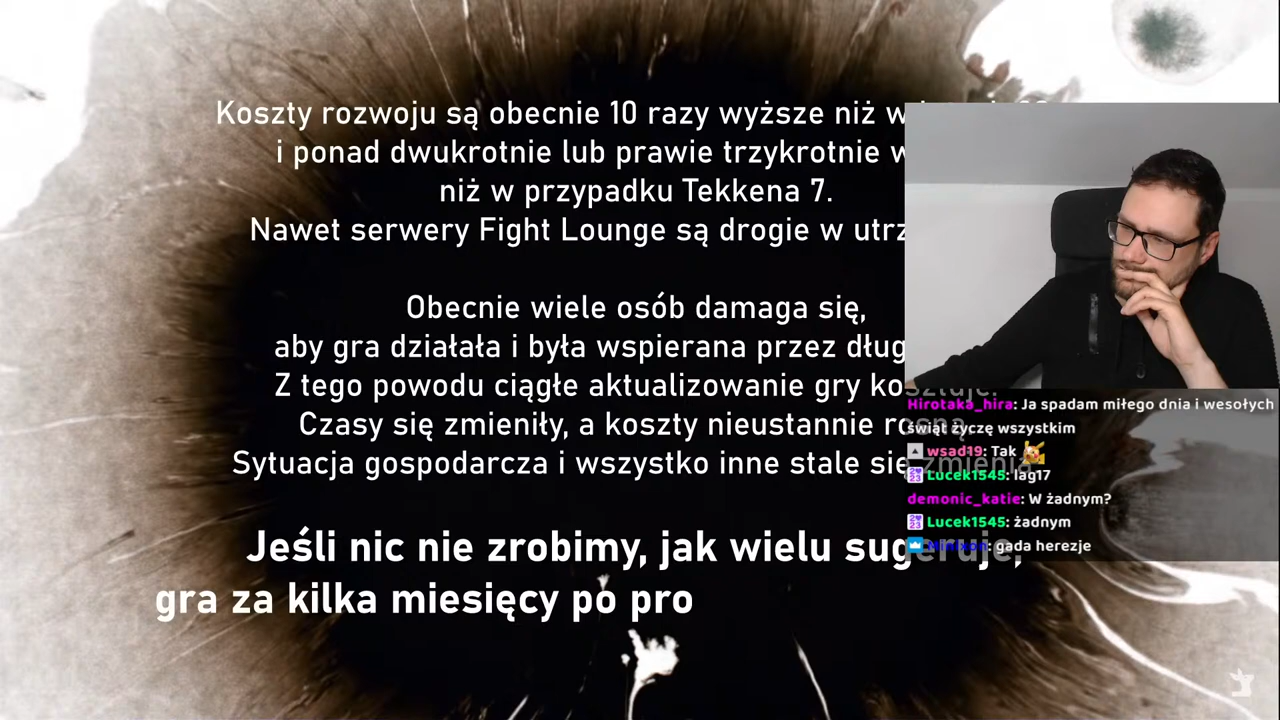 Koszty rozwoju są obecnie 10 razy wyższe niż w
i ponad dwukrotnie lub prawie trzykrotnie w
niż w przypadku Tekkena 7.
Nawet serwery Fight Lounge są drogie w utrz
Obecnie wiele osób damaga się,
aby gra działała i była wspierana przez dług
Z tego powodu ciągłe aktualizowanie gry kosztuje.
Czasy się zmieniły, a koszty nieustannie rosną.
Sytuacja gospodarcza i wszystko inne stale się zmienia.
Jeśli nic nie zrobimy, jak wielu sugeruje,
gra za kilka miesięcy po pro
Hirotaka_hira: Ja spadam miłego dnia i wesołych
świąt życzę wszystkim
wsad19: Tak
Lucek1545: lag17
demonic_katie: W żadnym?
Lucek1545: żadnym
: gada herezje